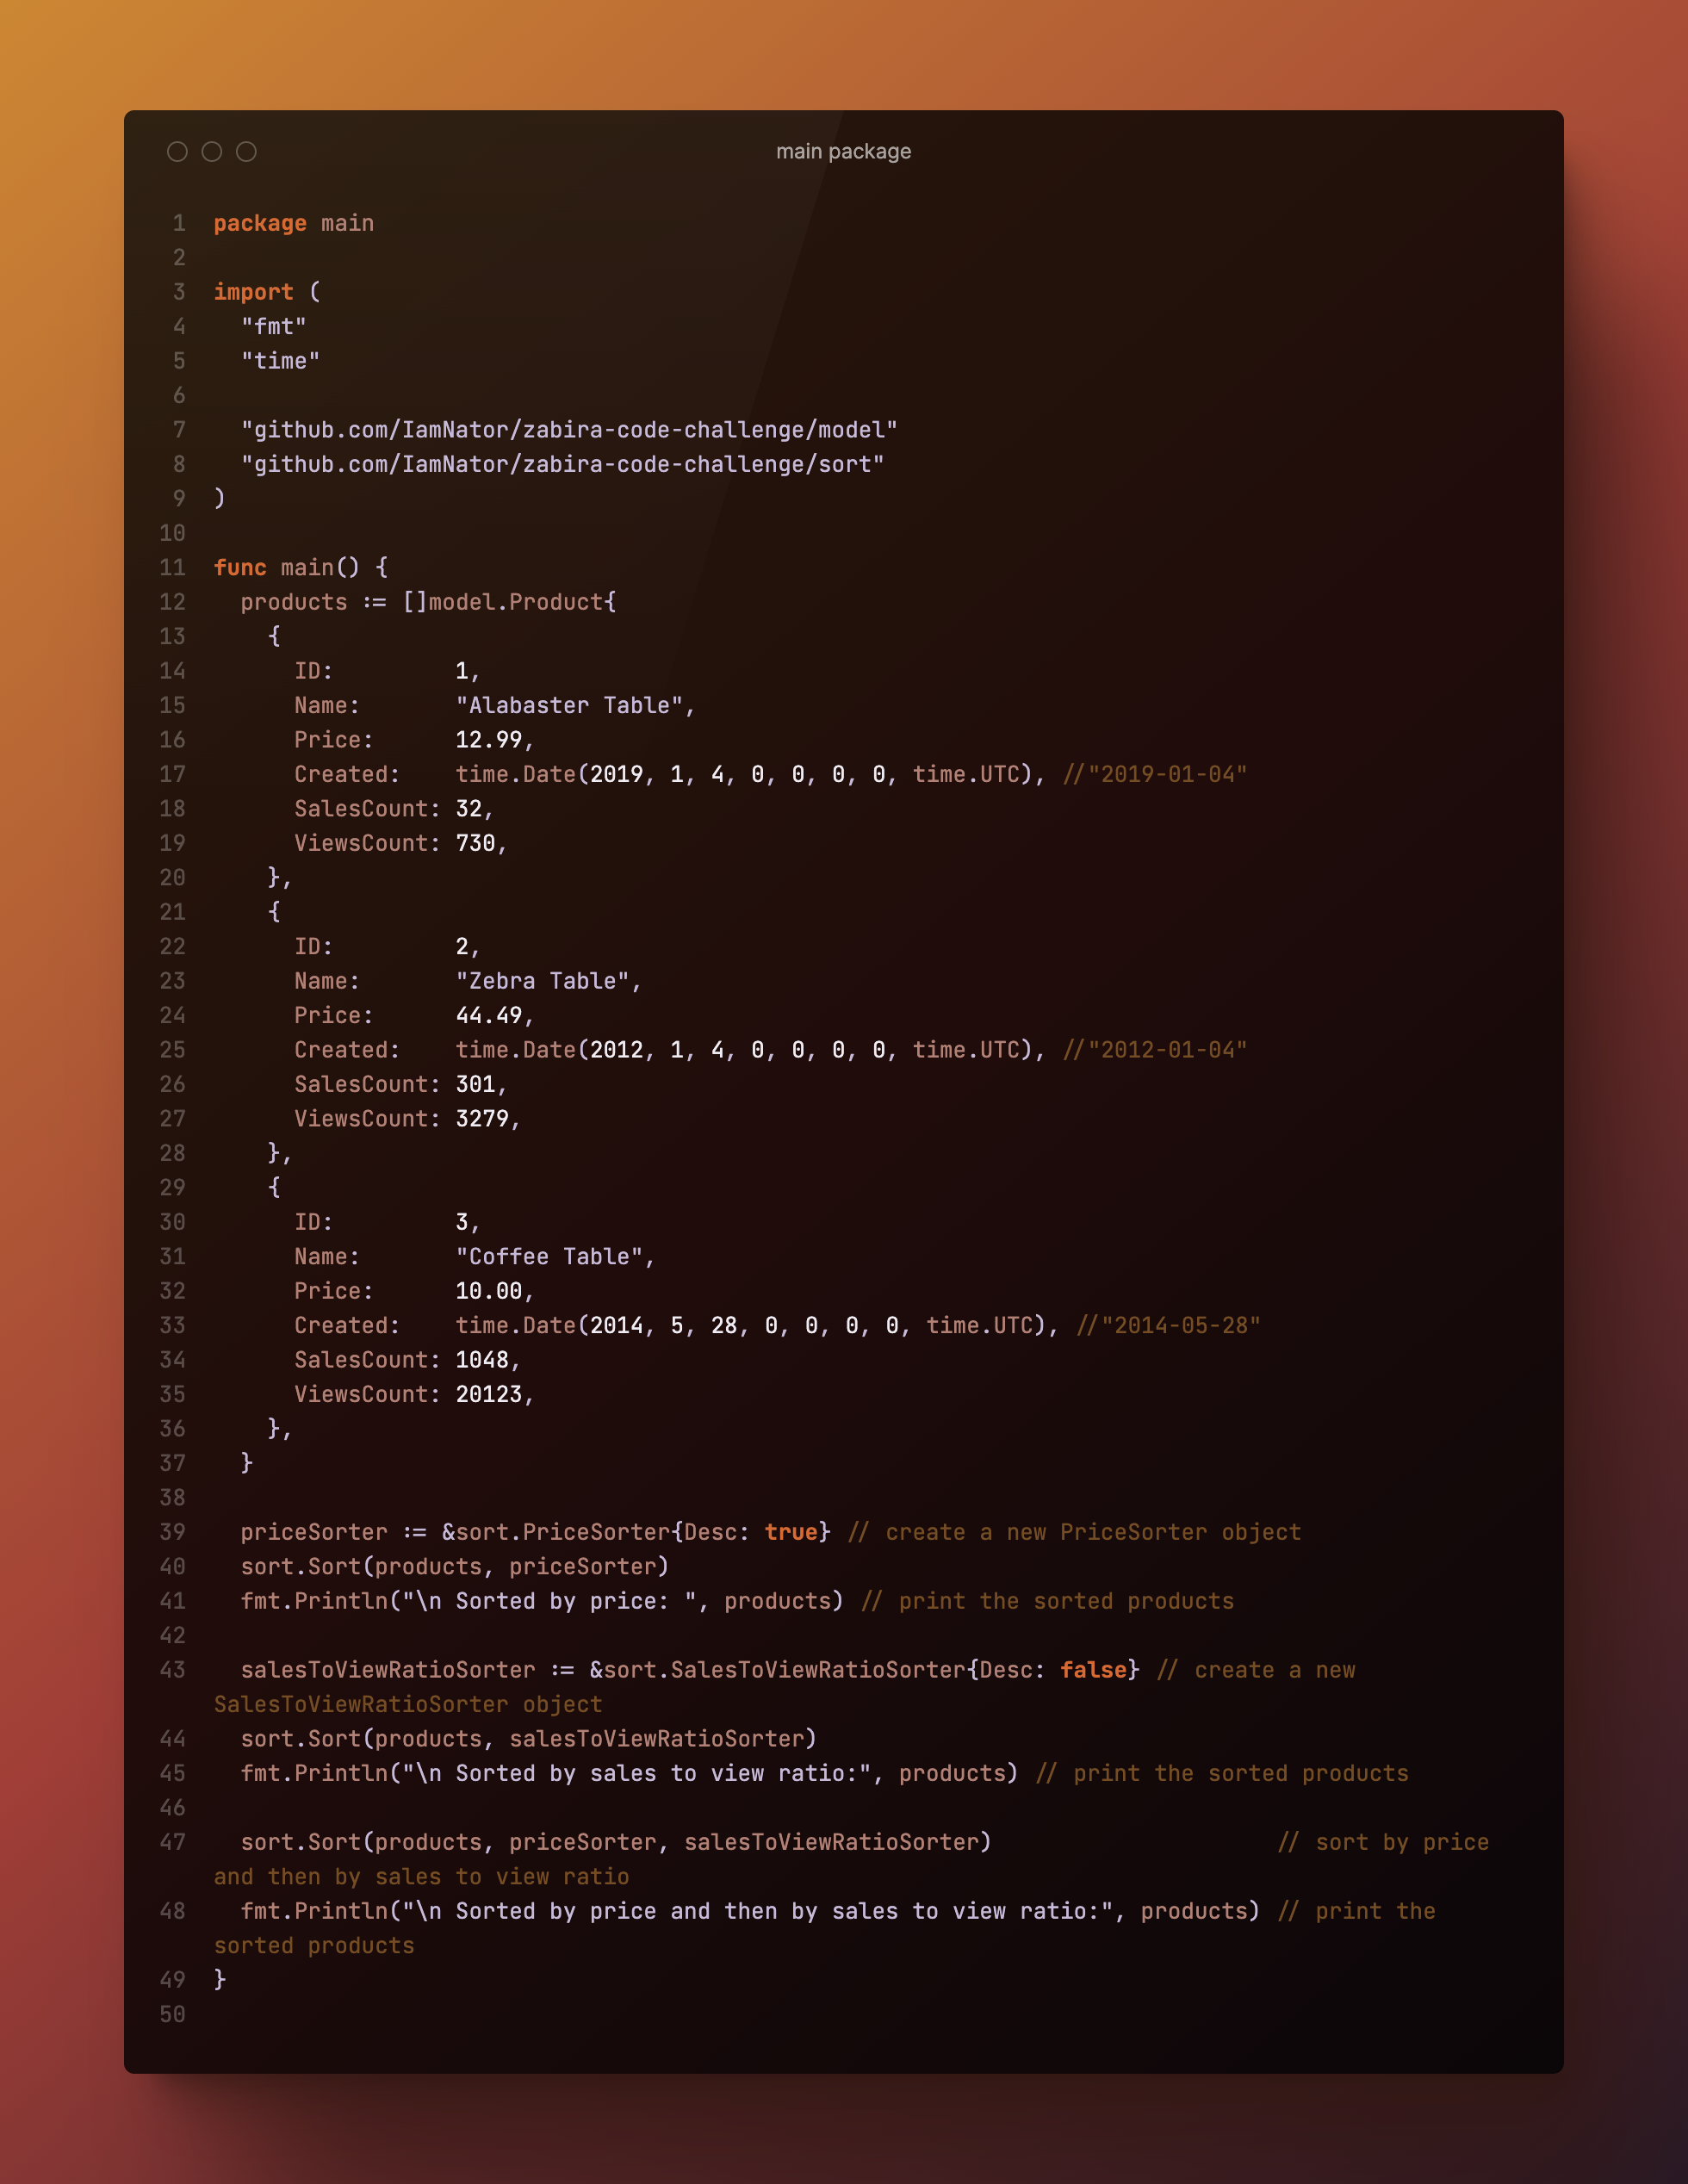 main package
1 package main
2
3 import (
4   "fmt"
5   "time"
6
7   "github.com/IamNator/zabira-code-challenge/model"
8   "github.com/IamNator/zabira-code-challenge/sort"
9 )
10
11 func main() {
12   products := []model.Product{
13     {
14       ID:         1,
15       Name:       "Alabaster Table",
16       Price:      12.99,
17       Created:    time.Date(2019, 1, 4, 0, 0, 0, 0, time.UTC), //"2019-01-04"
18       SalesCount: 32,
19       ViewsCount: 730,
20     },
21     {
22       ID:         2,
23       Name:       "Zebra Table",
24       Price:      44.49,
25       Created:    time.Date(2012, 1, 4, 0, 0, 0, 0, time.UTC), //"2012-01-04"
26       SalesCount: 301,
27       ViewsCount: 3279,
28     },
29     {
30       ID:         3,
31       Name:       "Coffee Table",
32       Price:      10.00,
33       Created:    time.Date(2014, 5, 28, 0, 0, 0, 0, time.UTC), //"2014-05-28"
34       SalesCount: 1048,
35       ViewsCount: 20123,
36     },
37   }
38
39   priceSorter := &sort.PriceSorter{Desc: true} // create a new PriceSorter object
40   sort.Sort(products, priceSorter)
41   fmt.Println("\n Sorted by price: ", products) // print the sorted products
42
43   salesToViewRatioSorter := &sort.SalesToViewRatioSorter{Desc: false} // create a new
SalesToViewRatioSorter object
44   sort.Sort(products, salesToViewRatioSorter)
45   fmt.Println("\n Sorted by sales to view ratio:", products) // print the sorted products
46
47   sort.Sort(products, priceSorter, salesToViewRatioSorter)                     // sort by price
and then by sales to view ratio
48   fmt.Println("\n Sorted by price and then by sales to view ratio:", products) // print the
sorted products
49 }
50